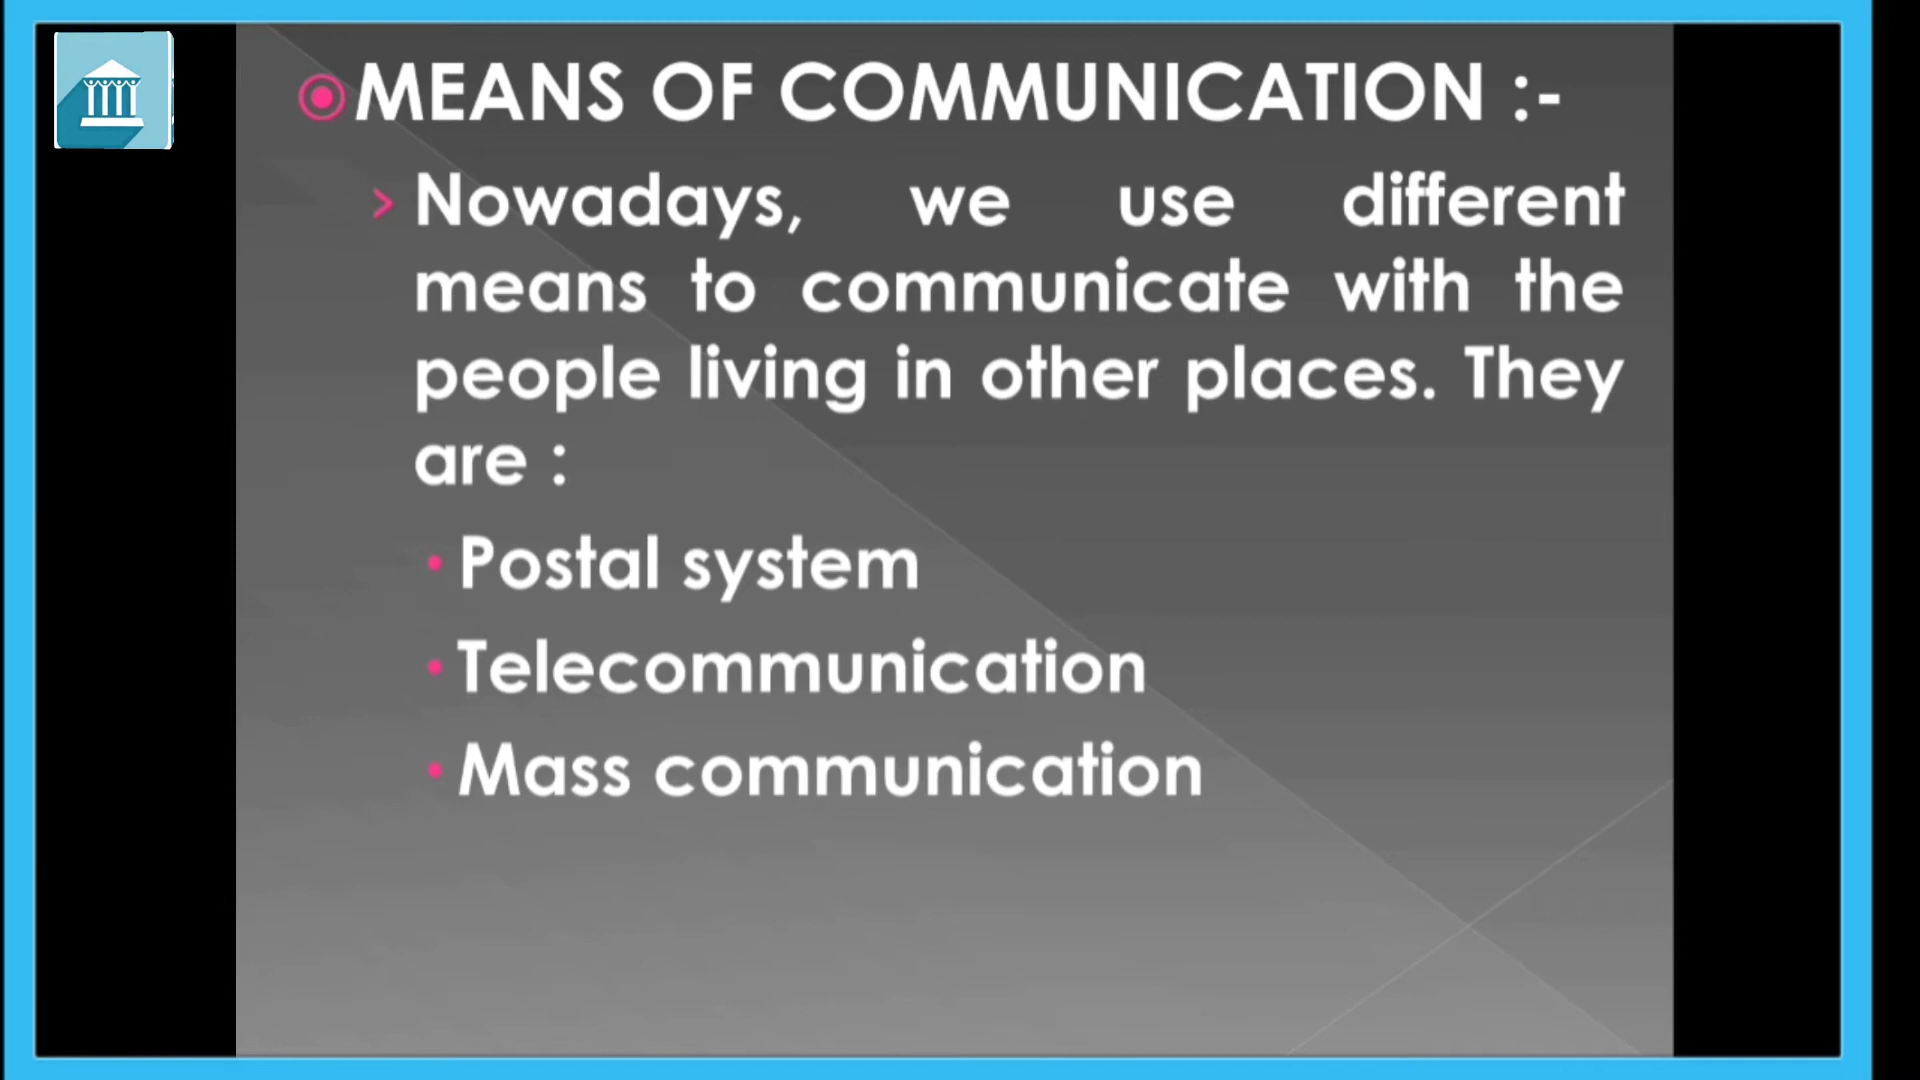 MEANS OF COMMUNICATION :-
Nowadays, we use different
means to communicate with the
people living in other places. They
are :
Postal system
Telecommunication
Mass communication